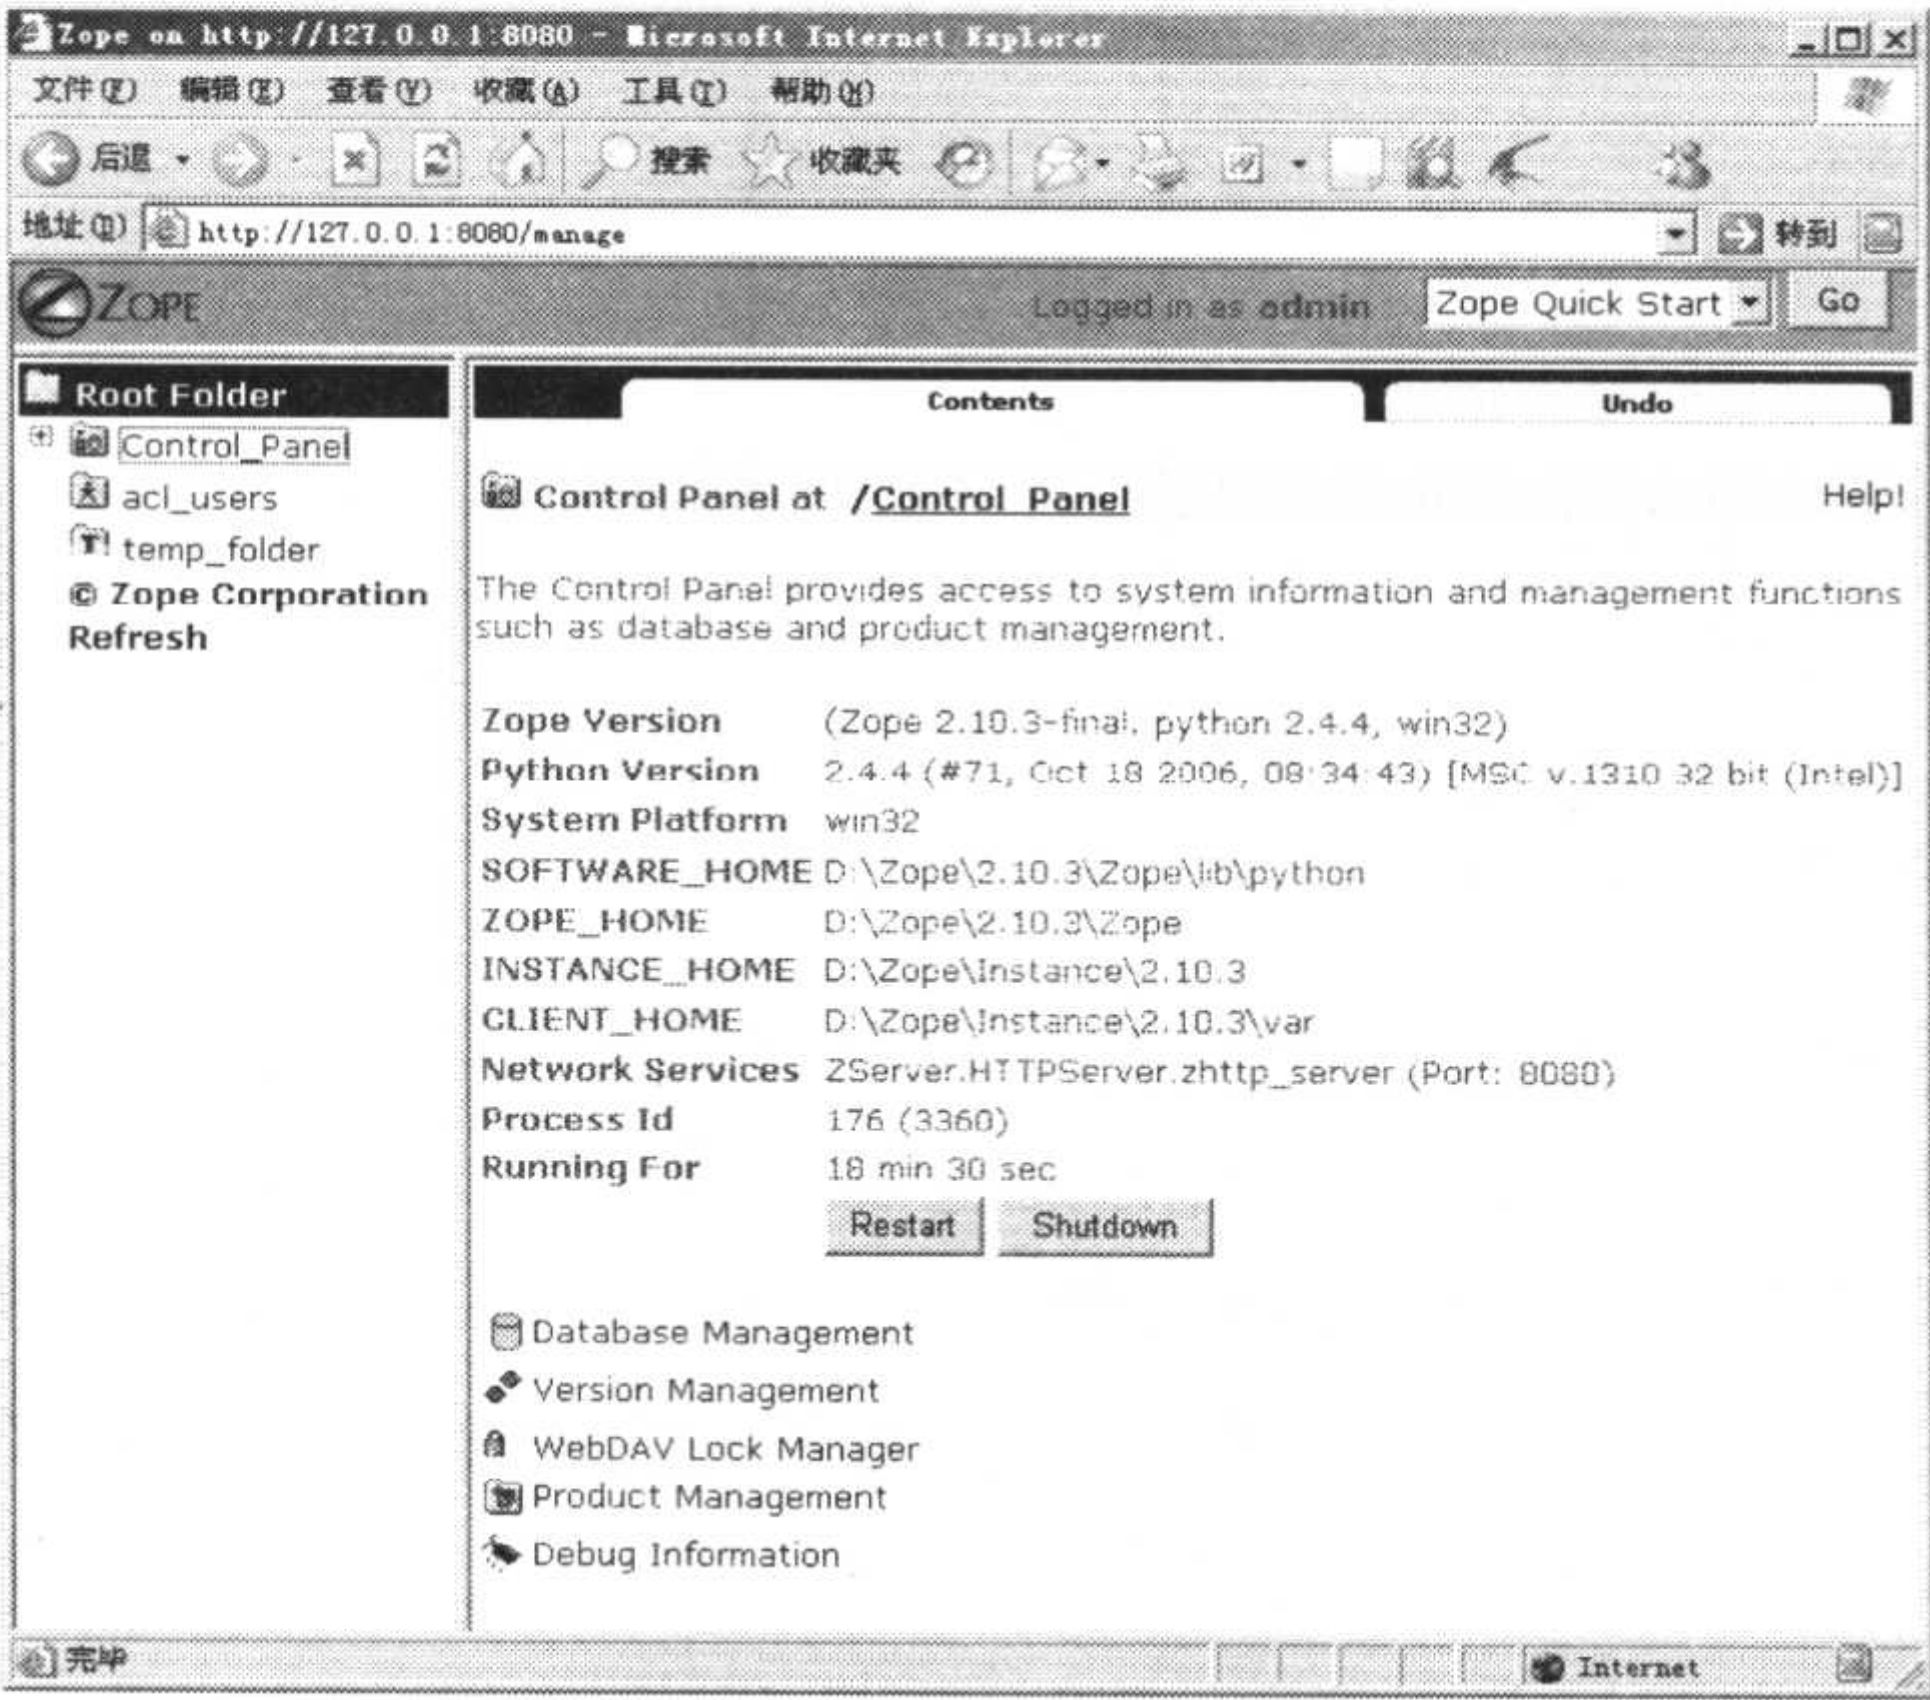 Zope on http://127.0.0.1:8080 - Microsoft Internet Explorer
文件(F) 编辑(E) 查看(V) 收藏(A) 工具(T) 帮助(H)
后退 搜索 收藏夹
地址(D) http://127.0.0.1:8080/manage 转到
ZOPE Logged in as admin Zope Quick Start Go
Root Folder
Control_Panel
acl_users
temp_folder
© Zope Corporation
Refresh
Contents Undo
Control Panel at /Control_Panel Help!
The Control Panel provides access to system information and management functions
such as database and product management.
Zope Version (Zope 2.10.3-final, python 2.4.4, win32)
Python Version 2.4.4 (#71, Oct 18 2006, 08:34:43) [MSC v.1310 32 bit (Intel)]
System Platform win32
SOFTWARE_HOME D:\Zope\2.10.3\Zope\lib\python
ZOPE_HOME D:\Zope\2.10.3\Zope
INSTANCE_HOME D:\Zope\Instance\2.10.3
CLIENT_HOME D:\Zope\Instance\2.10.3\var
Network Services ZServer.HTTPServer.zhttp_server (Port: 8080)
Process Id 176 (3360)
Running For 18 min 30 sec
Restart Shutdown
Database Management
Version Management
WebDAV Lock Manager
Product Management
Debug Information
完毕 Internet